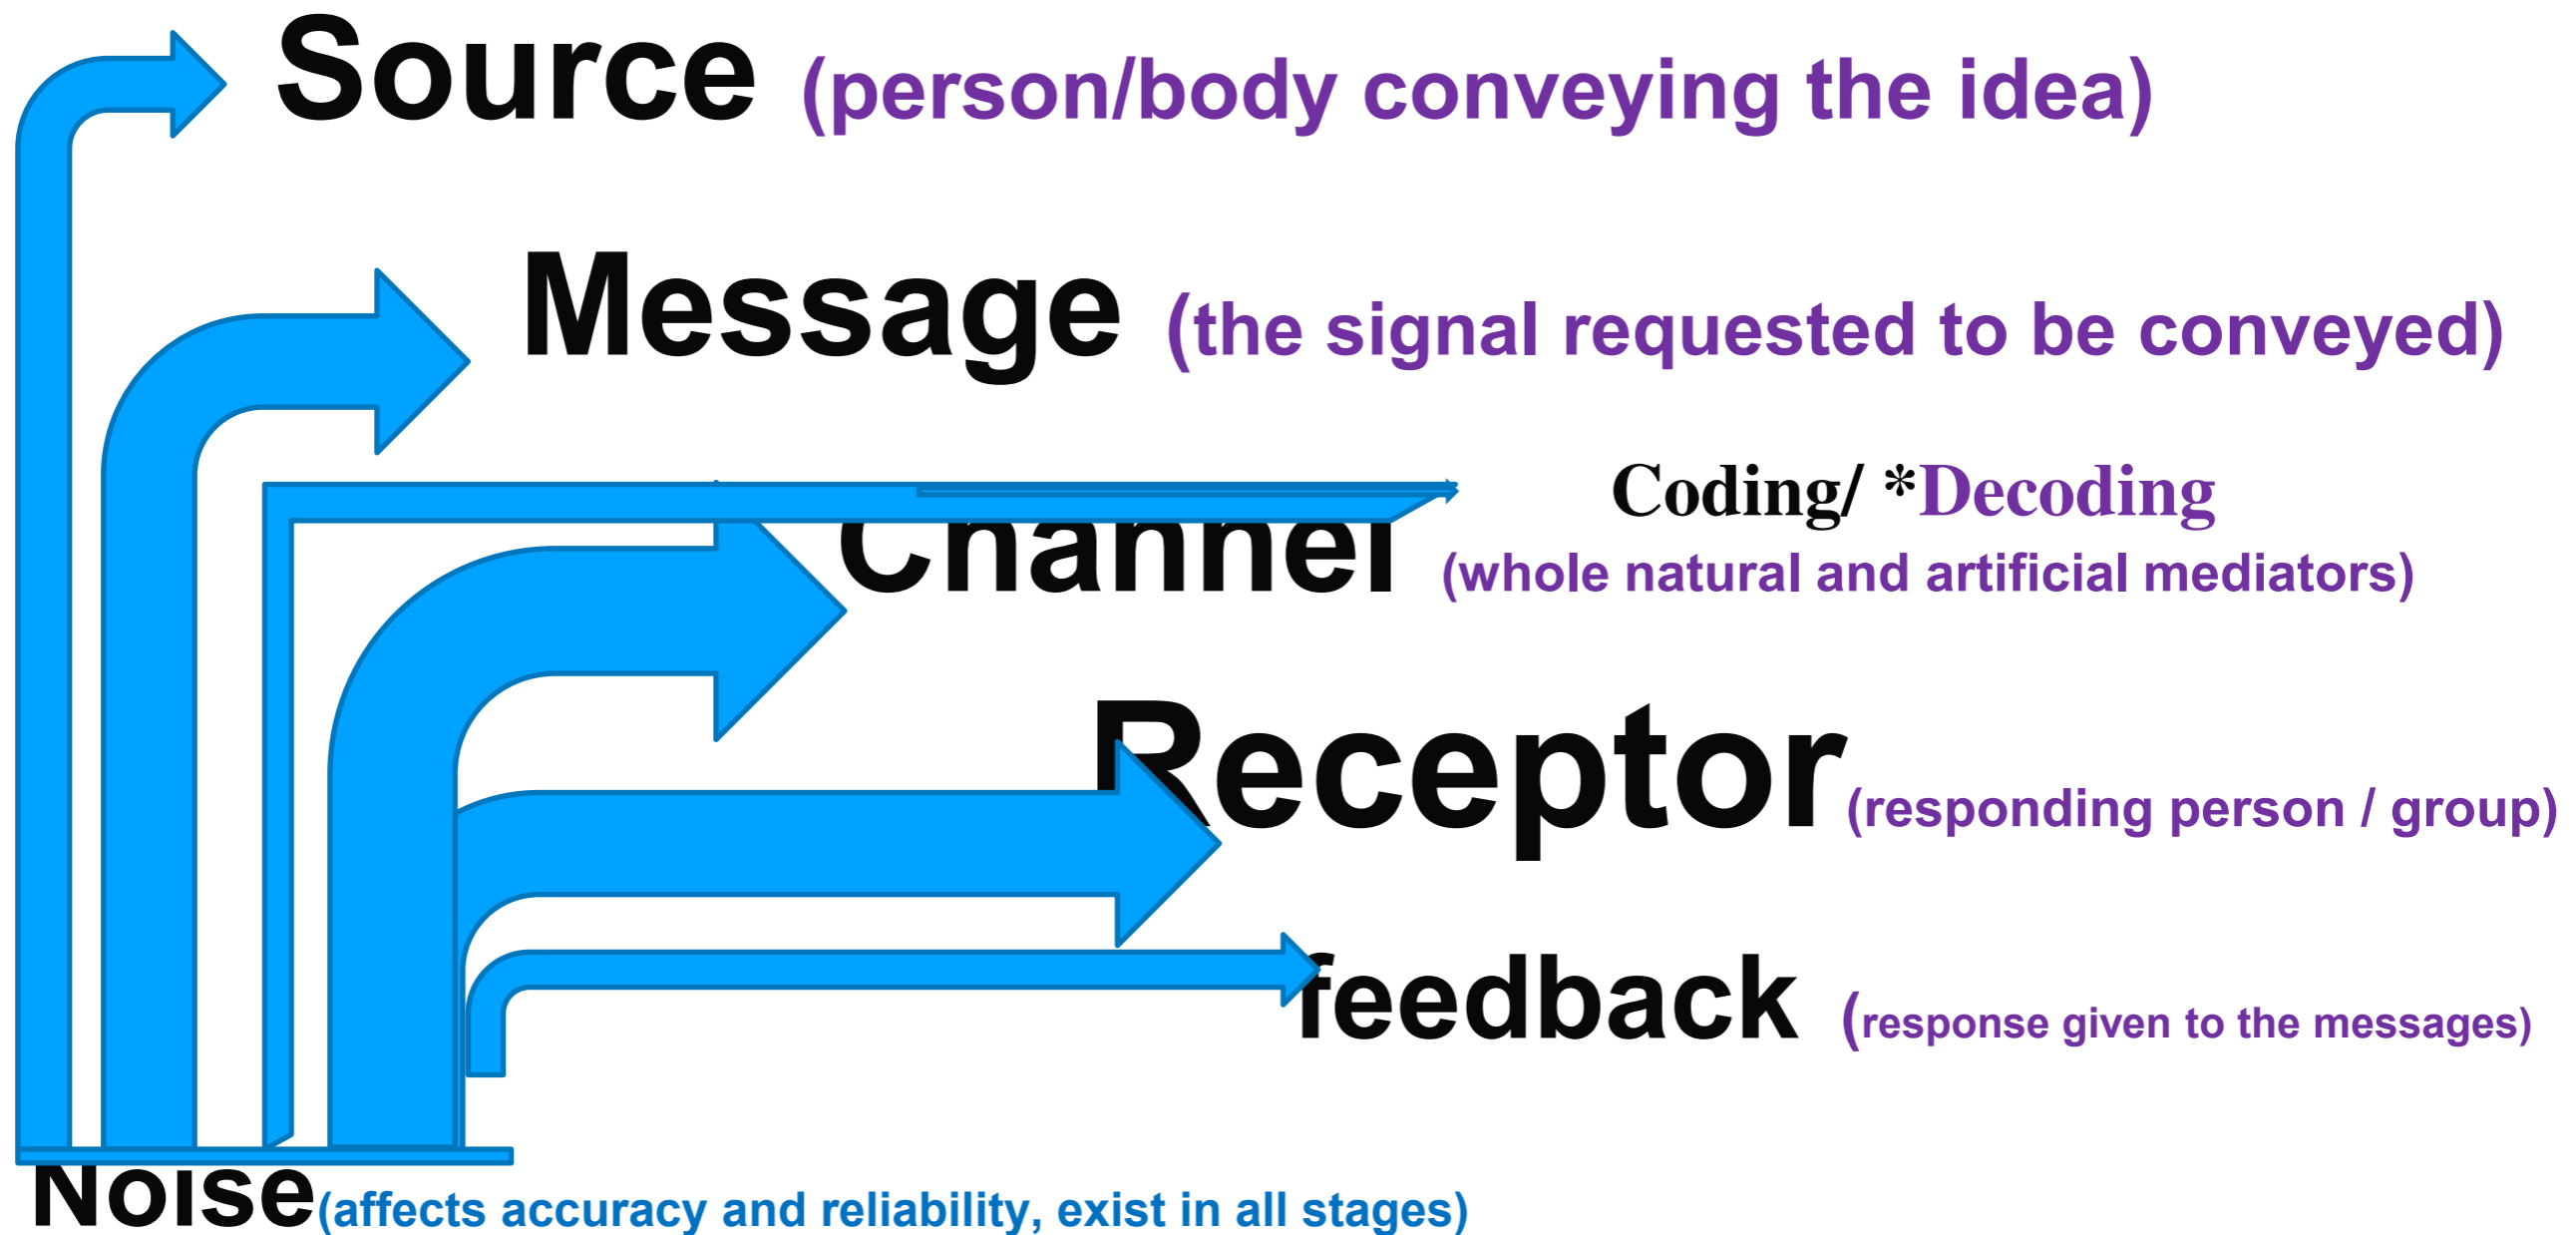 Source (person/body conveying the idea)
Message (the signal requested to be conveyed)
Coding/ *Decoding
Channel (whole natural and artificial mediators)
Receptor (responding person / group)
feedback (response given to the messages)
Noise(affects accuracy and reliability, exist in all stages)